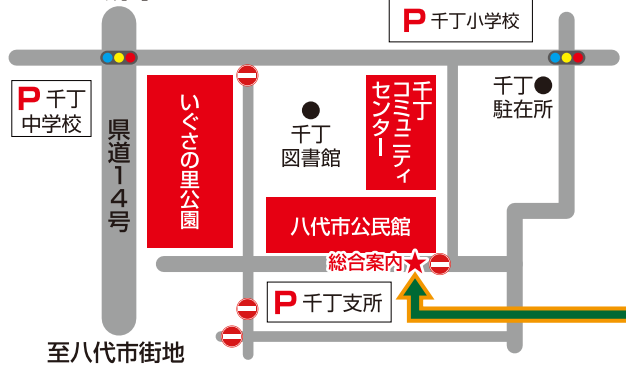 P 千丁小学校
P 千丁
中学校
県道14号
いぐさの里公園
千丁
図書館
千丁
コミュニティ
センター
千丁
駐在所
八代市公民館
総合案内
P 千丁支所
至八代市街地